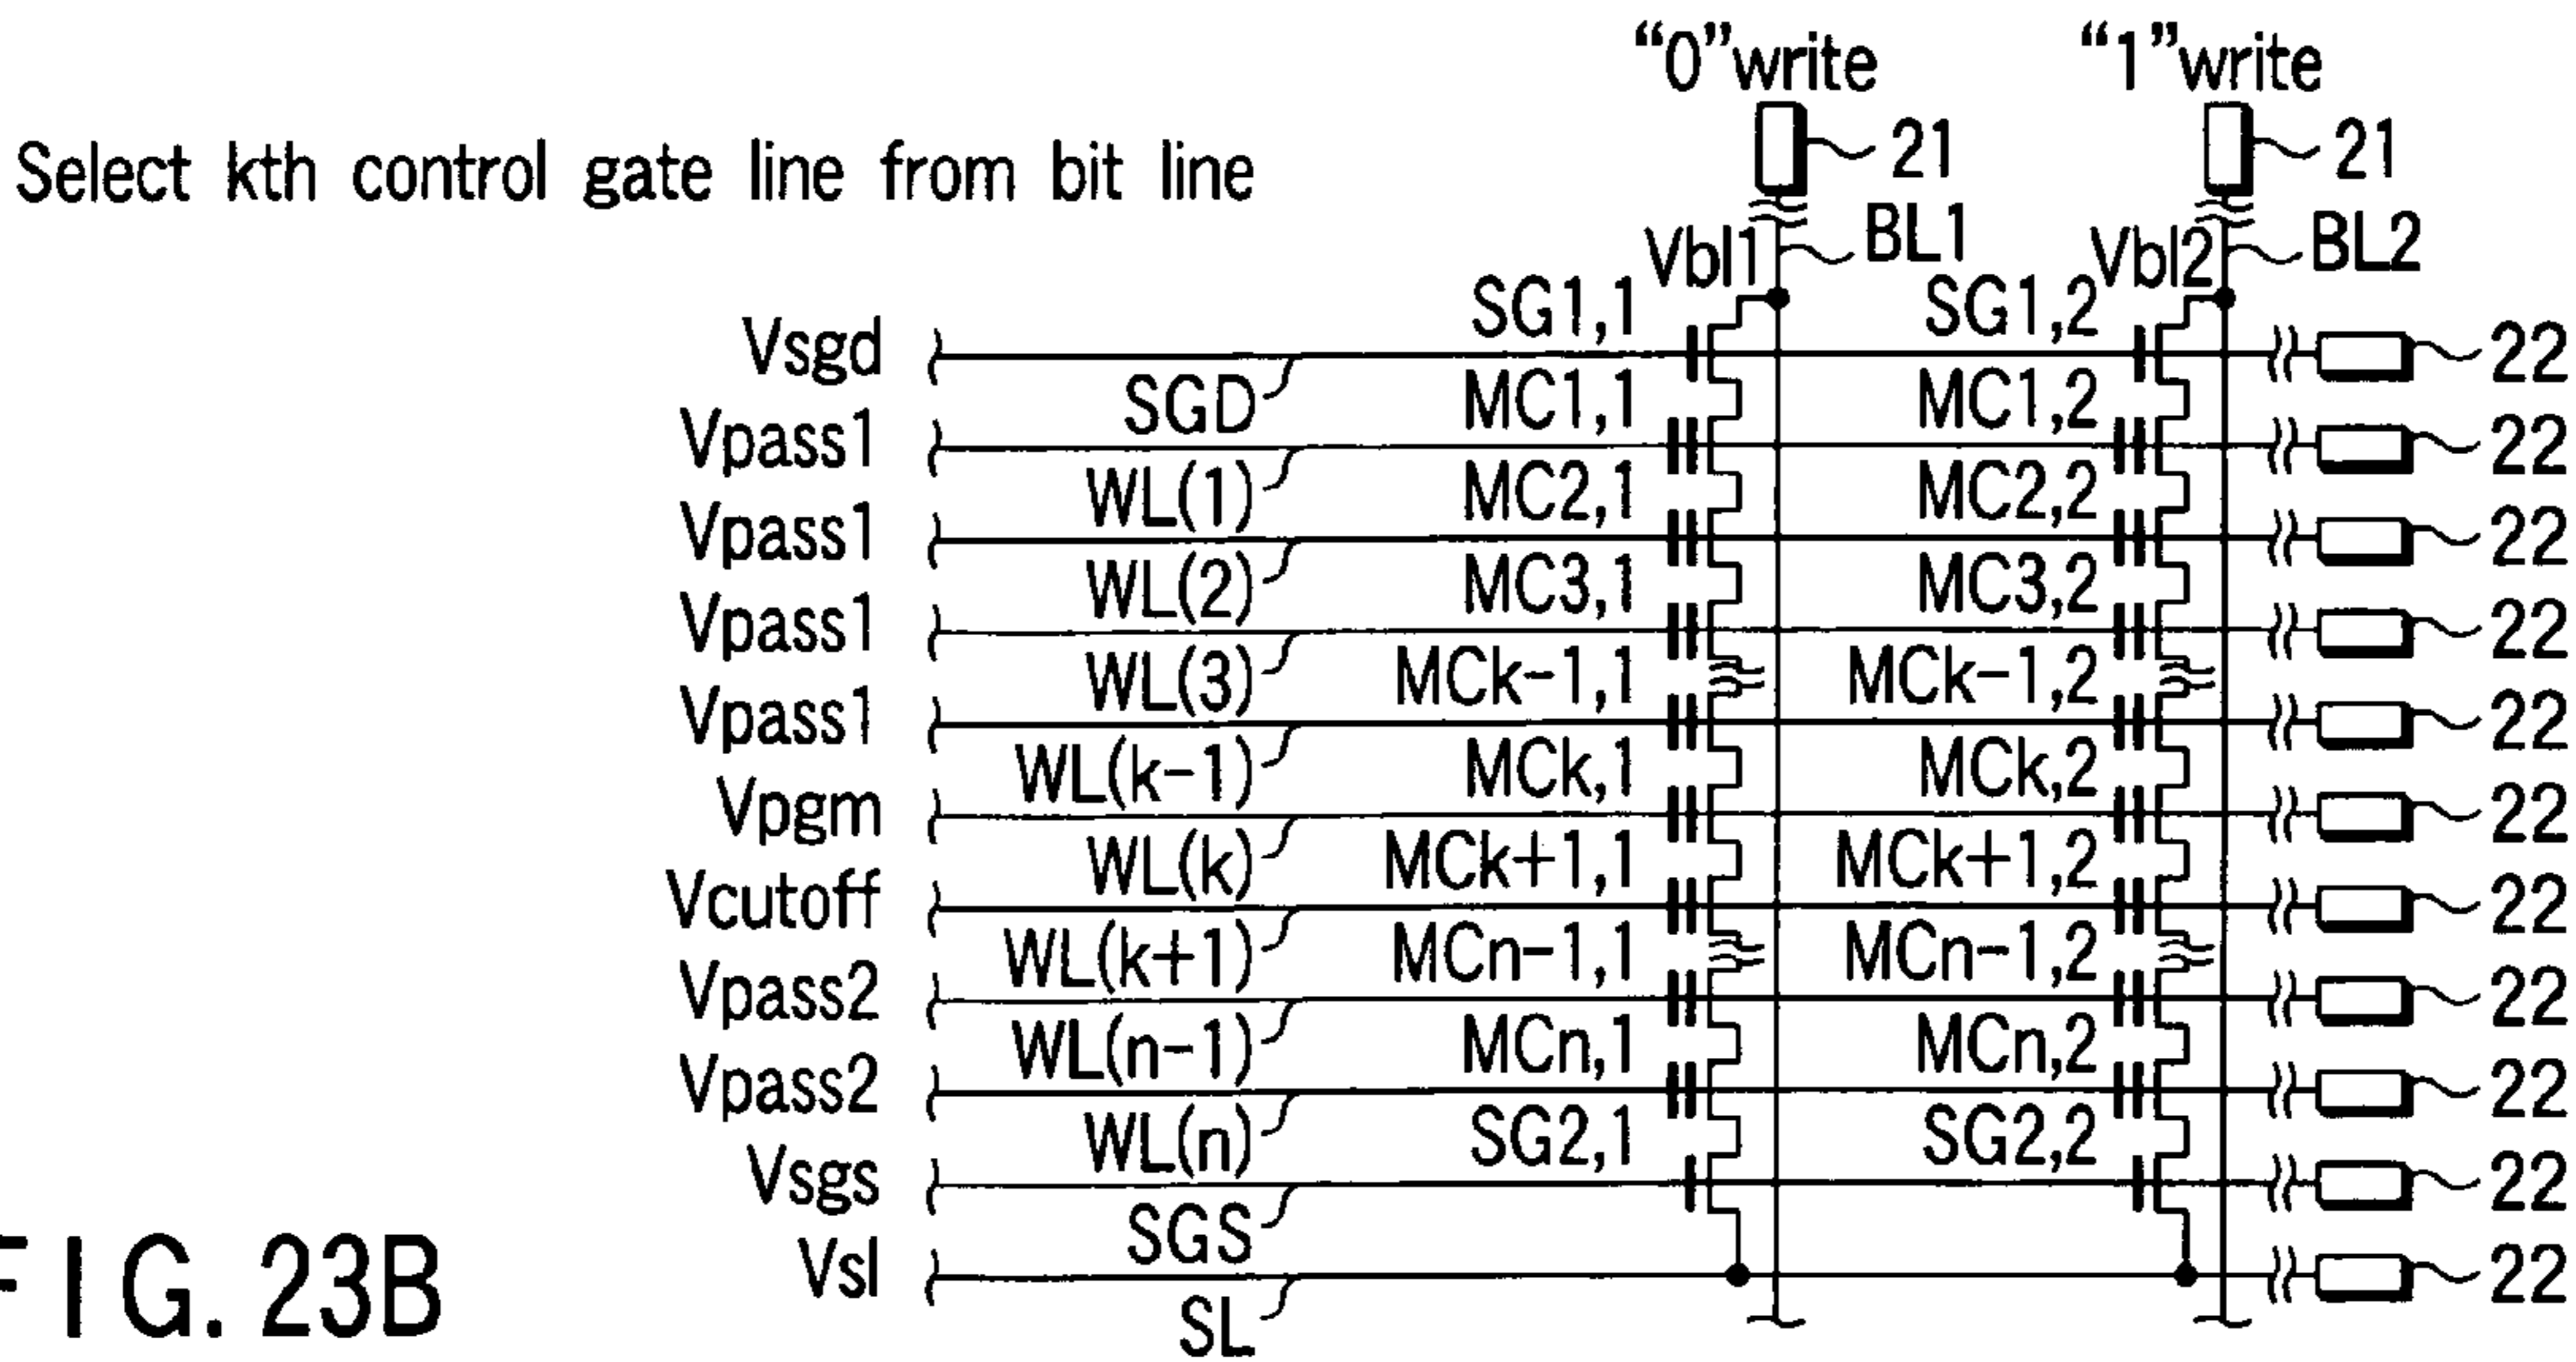 “0”write “1”write
21 21
Select kth control gate line from bit line
Vbl1 BL1 Vbl2 BL2
SG1,1 SG1,2
Vsgd 22
SGD MC1,1 MC1,2
Vpass1 22
WL(1) MC2,1 MC2,2
Vpass1 22
WL(2) MC3,1 MC3,2
Vpass1 22
WL(3) MCk-1,1 MCk-1,2
Vpass1 22
WL(k-1) MCk,1 MCk,2
Vpgm 22
WL(k) MCk+1,1 MCk+1,2
Vcutoff 22
WL(k+1) MCn-1,1 MCn-1,2
Vpass2 22
WL(n-1) MCn,1 MCn,2
Vpass2 22
WL(n) SG2,1 SG2,2
Vsgs 22
SGS
Vsl 22
SL
FIG. 23B